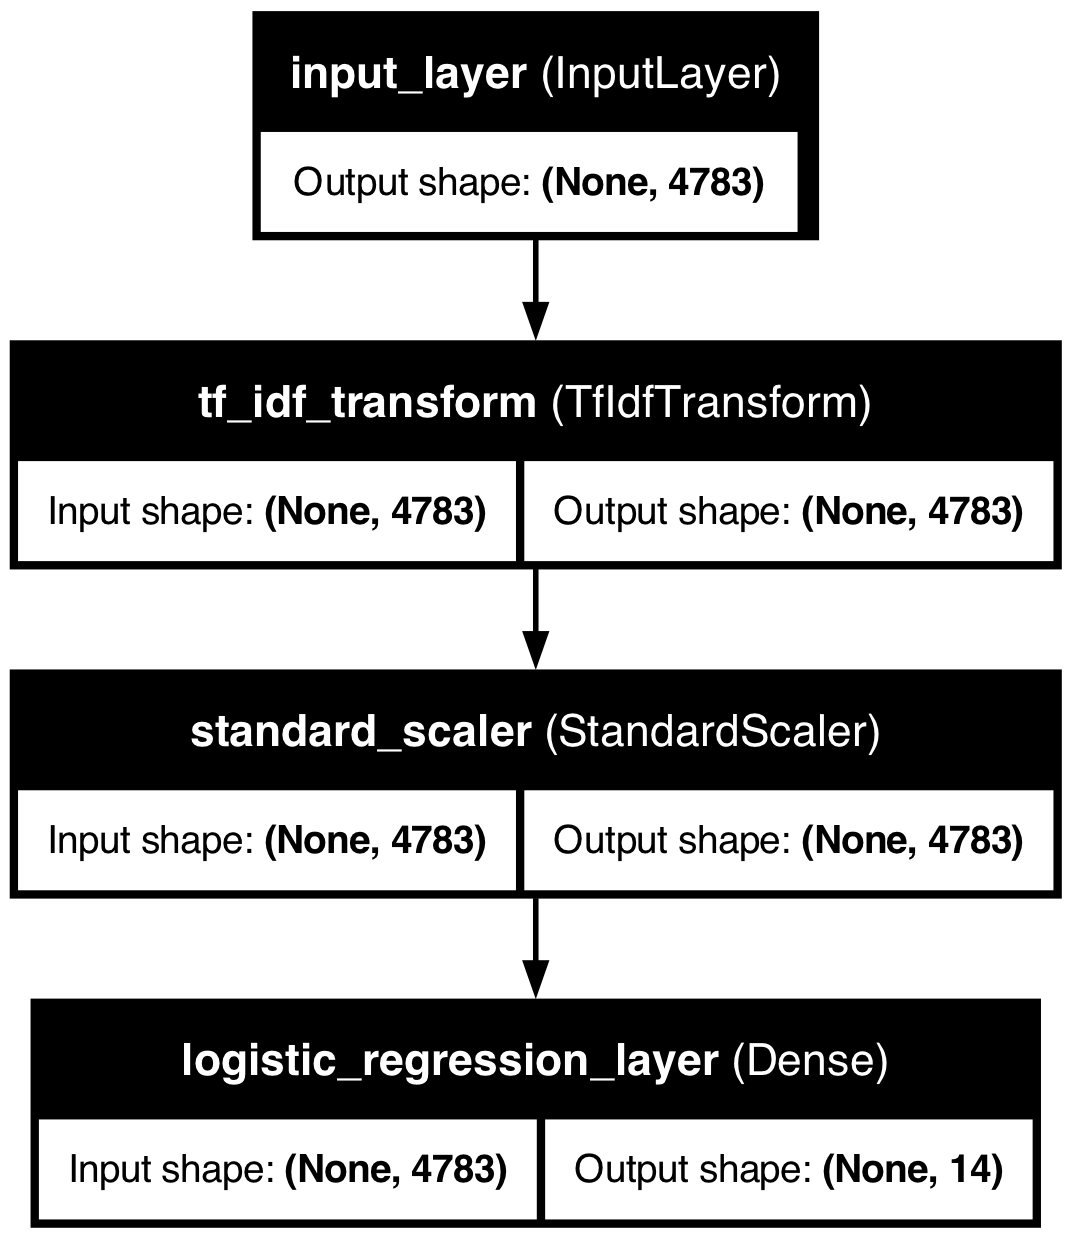 input_layer (InputLayer)
Output shape: (None, 4783)
tf_idf_transform (TfIdfTransform)
Input shape: (None, 4783)
Output shape: (None, 4783)
standard_scaler (StandardScaler)
Input shape: (None, 4783)
Output shape: (None, 4783)
logistic_regression_layer (Dense)
Input shape: (None, 4783)
Output shape: (None, 14)